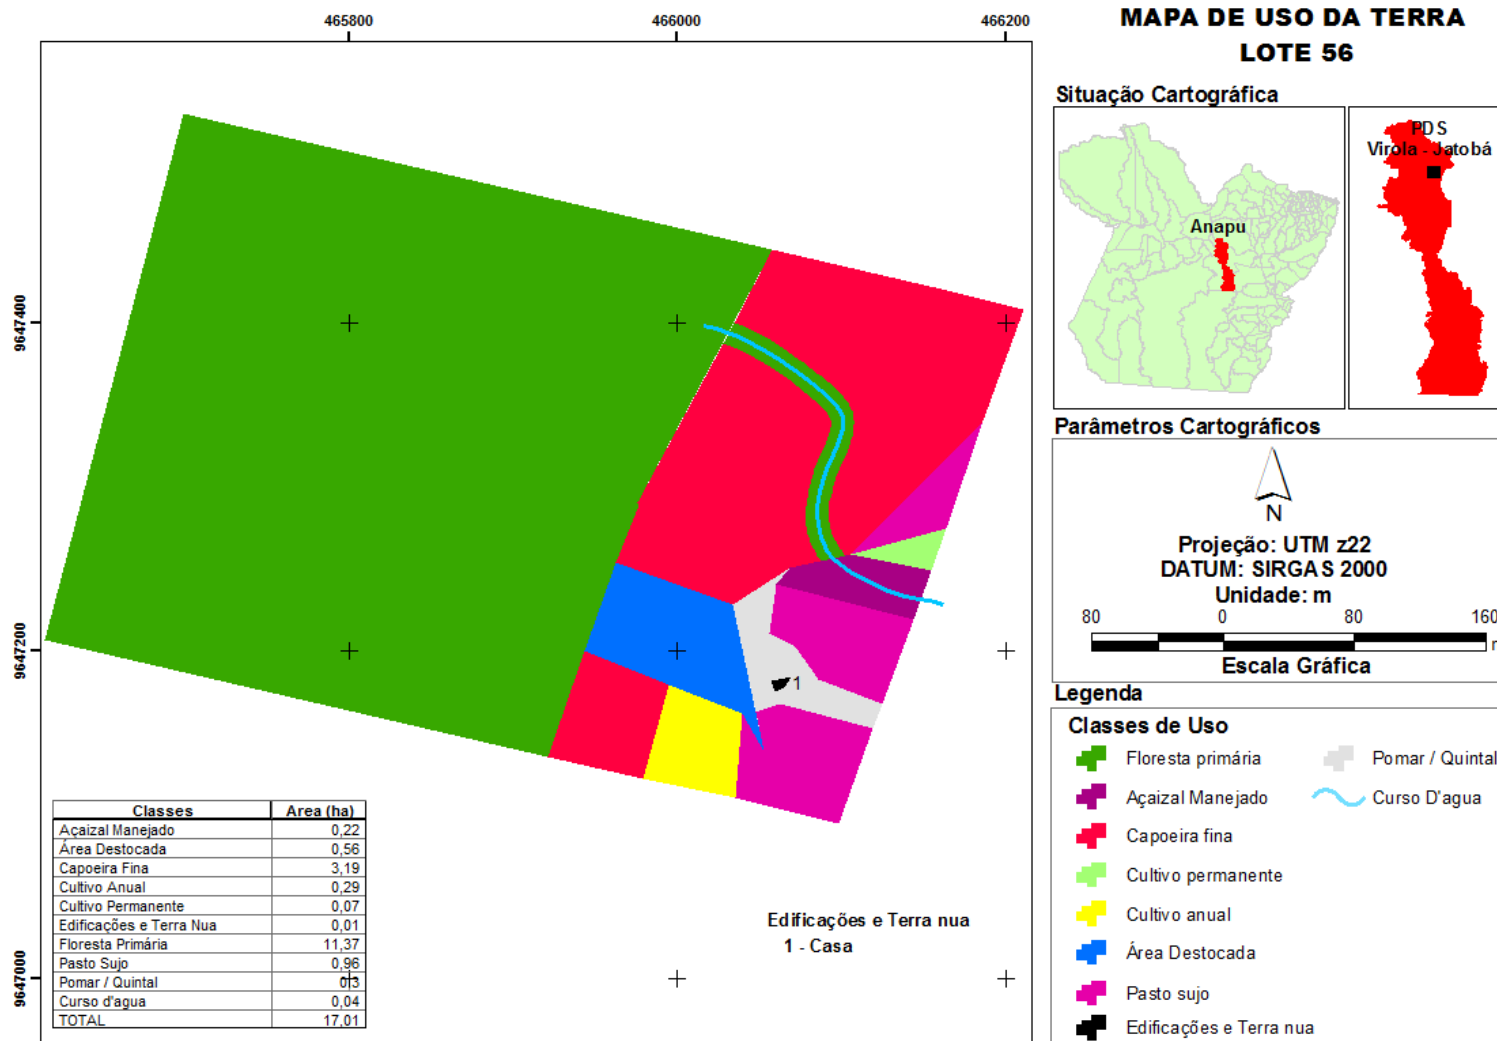 465800
466000
466200
MAPA DE USO DA TERRA
LOTE 56
Situação Cartográfica
PDS
Virola - Jatobá
Anapu
9647400
9647200
9647000
Parâmetros Cartográficos
N
Projeção: UTM z22
DATUM: SIRGAS 2000
Unidade: m
80 0 80 160
Escala Gráfica
1
Legenda
Classes de Uso
Floresta primária
Pomar / Quintal
Açaizal Manejado
Curso D'agua
Capoeira fina
Cultivo permanente
Cultivo anual
Área Destocada
Pasto sujo
Edificações e Terra nua
Edificações e Terra nua
1 - Casa
Classes Area (ha)
Açaizal Manejado 0,22
Área Destocada 0,56
Capoeira Fina 3,19
Cultivo Anual 0,29
Cultivo Permanente 0,07
Edificações e Terra Nua 0,01
Floresta Primária 11,37
Pasto Sujo 0,96
Pomar / Quintal 0,3
Curso d'agua 0,04
TOTAL 17,01